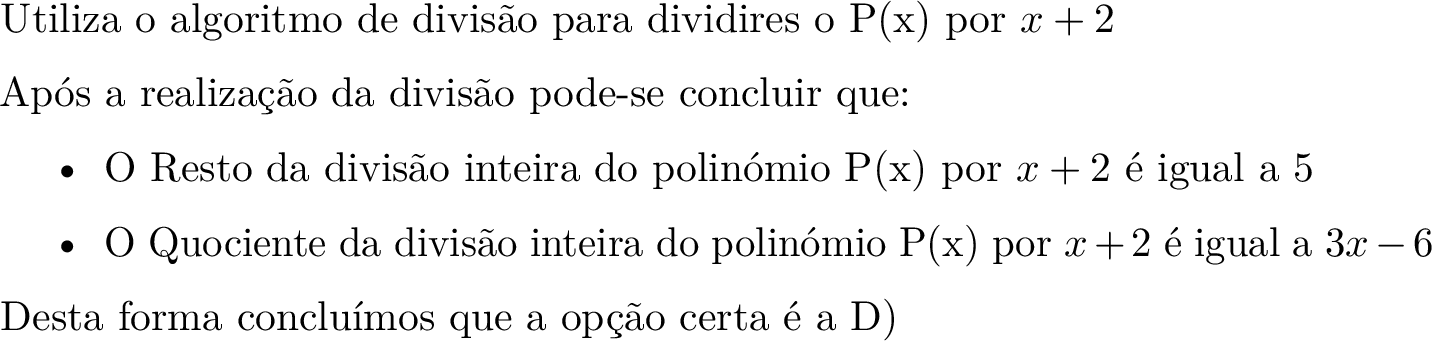 Utiliza o algoritmo de divisão para dividires o P(x) por x + 2
Após a realização da divisão pode-se concluir que:
• O Resto da divisão inteira do polinómio P(x) por x + 2 é igual a 5
• O Quociente da divisão inteira do polinómio P(x) por x + 2 é igual a 3x − 6
Desta forma concluímos que a opção certa é a D)